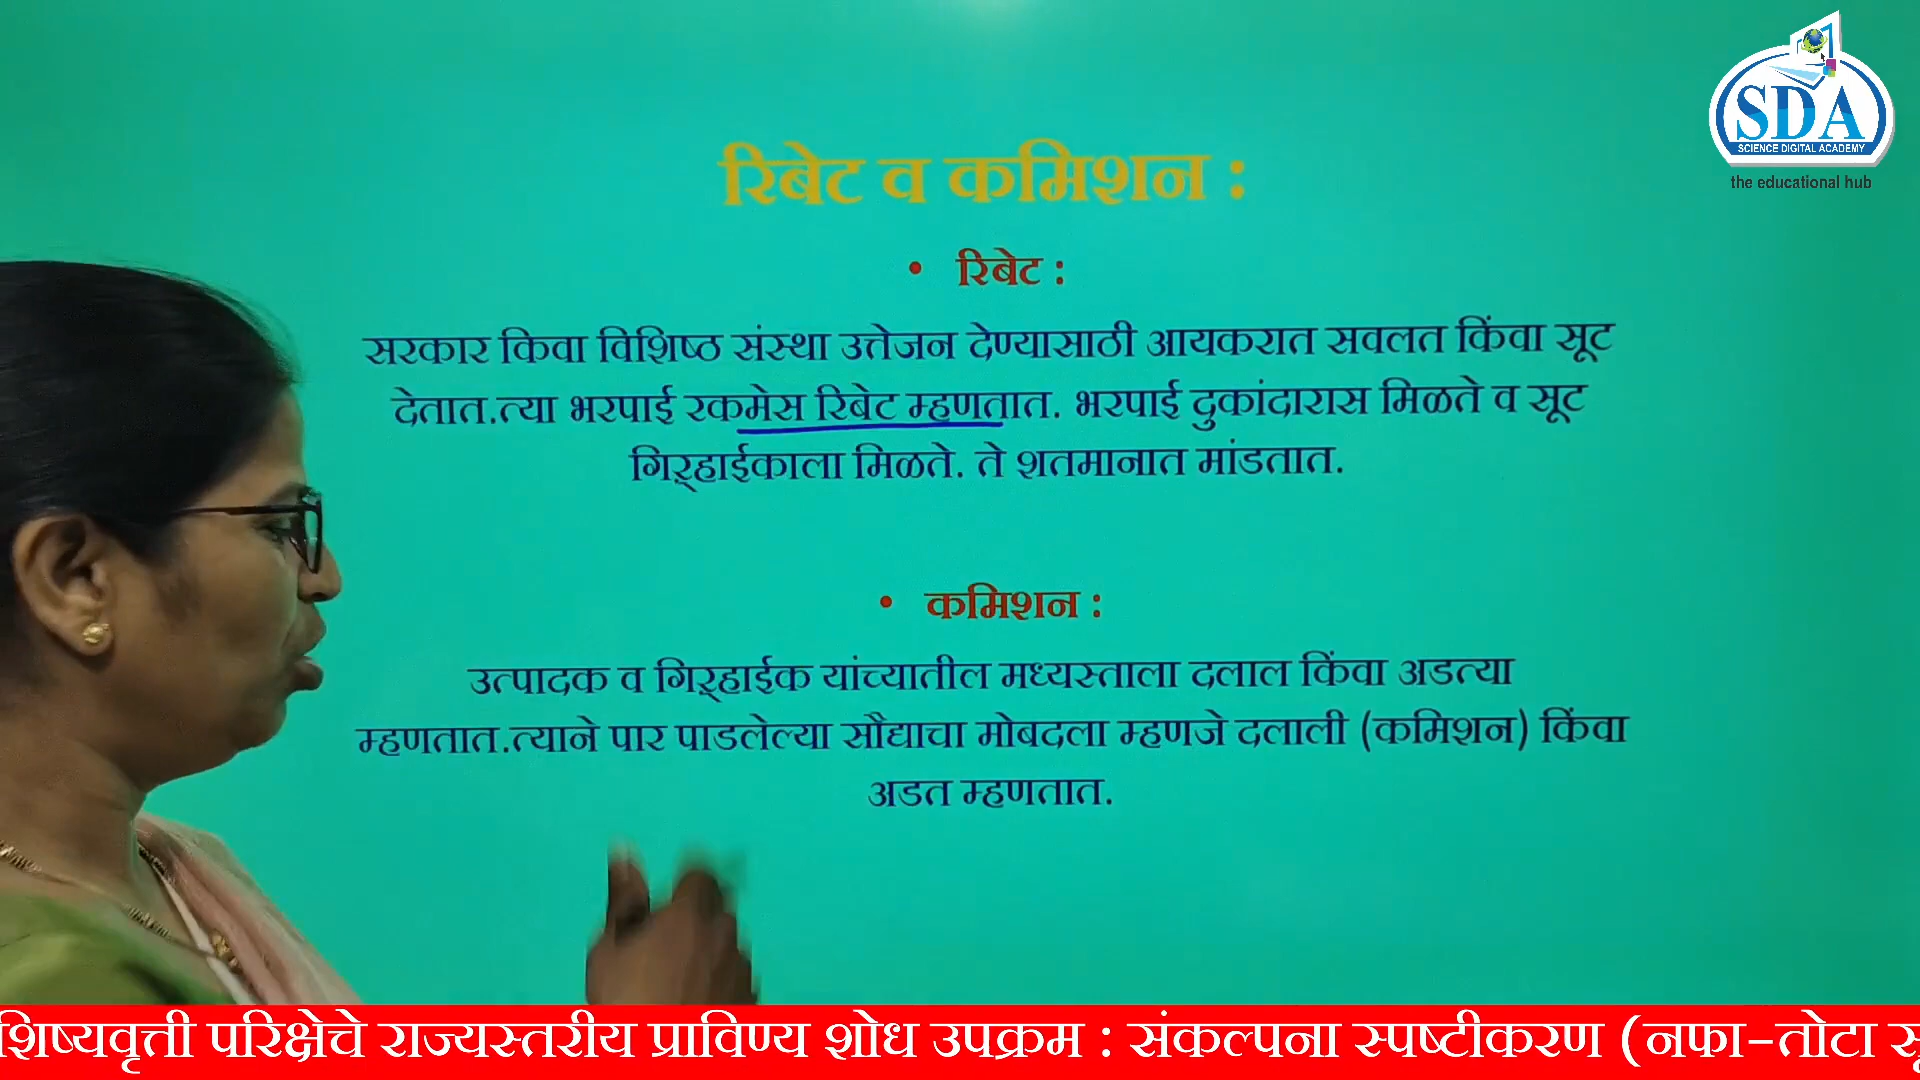 SDA
SCIENCE DIGITAL ACADEMY
the educational hub
रिबेट व कमिशन :
• रिबेट :
सरकार किवा विशिष्ठ संस्था उत्तेजन देण्यासाठी आयकरात सवलत किंवा सूट
देतात.त्या भरपाई रकमेस रिबेट म्हणतात. भरपाई दुकांदारास मिळते व सूट
गिऱ्हाईकाला मिळते. ते शतमानात मांडतात.
• कमिशन :
उत्पादक व गिऱ्हाईक यांच्यातील मध्यस्ताला दलाल किंवा अडत्या
म्हणतात.त्याने पार पाडलेल्या सौद्याचा मोबदला म्हणजे दलाली (कमिशन) किंवा
अडत म्हणतात.
शिष्यवृत्ती परिक्षेचे राज्यस्तरीय प्राविण्य शोध उपक्रम : संकल्पना स्पष्टीकरण (नफा-तोटा